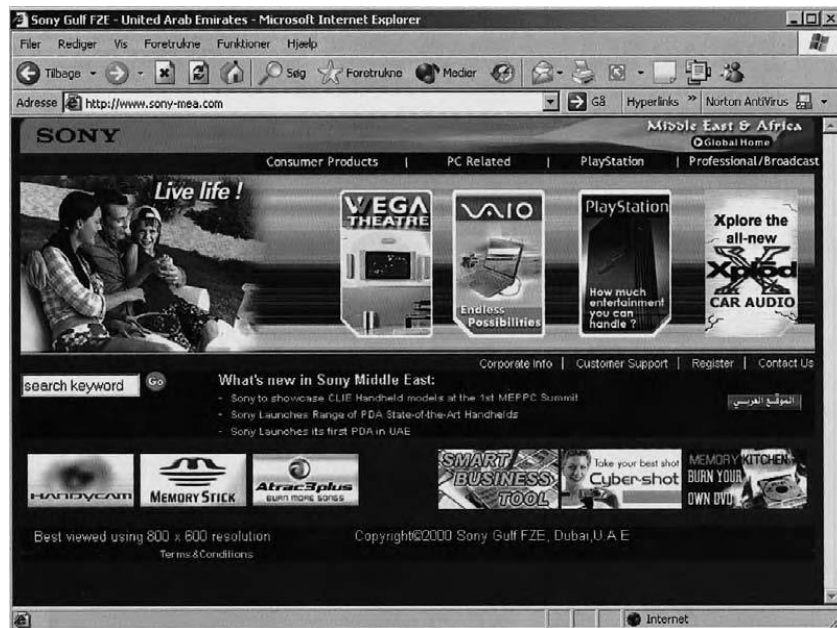 Sony Gulf FZE - United Arab Emirates - Microsoft Internet Explorer
Filer Rediger Vis Foretrukne Funktioner Hjælp
Tilbage Søg Foretrukne Medier
Adresse http://www.sony-mea.com Gå Hyperlinks » Norton AntiVirus
SONY
Middle East & Africa
Global Home
Consumer Products | PC Related | PlayStation | Professional/Broadcast
Live life !
WEGA
THEATRE
VAIO
Endless
Possibilities
PlayStation
How much
entertainment
you can
handle ?
Xplore the
all-new
Xplod
CAR AUDIO
Corporate Info | Customer Support | Register | Contact Us
search keyword Go
What's new in Sony Middle East:
- Sony to showcase CLIE Handheld models at the 1st MEPPC Summit
- Sony Launches Range of PDA State-of-the-Art Handhelds
- Sony Launches its first PDA in UAE
الموقع العربي
HANDYCAM
MEMORY STICK
Atrac3plus
BURN MORE SONGS
SMART
BUSINESS
TOOL
Take your best shot
Cyber-shot
MEMORY KITCHEN
BURN YOUR
OWN DVD
Best viewed using 800 x 600 resolution
Copyright©2000 Sony Gulf FZE, Dubai,U.A.E
Terms & Conditions
Internet